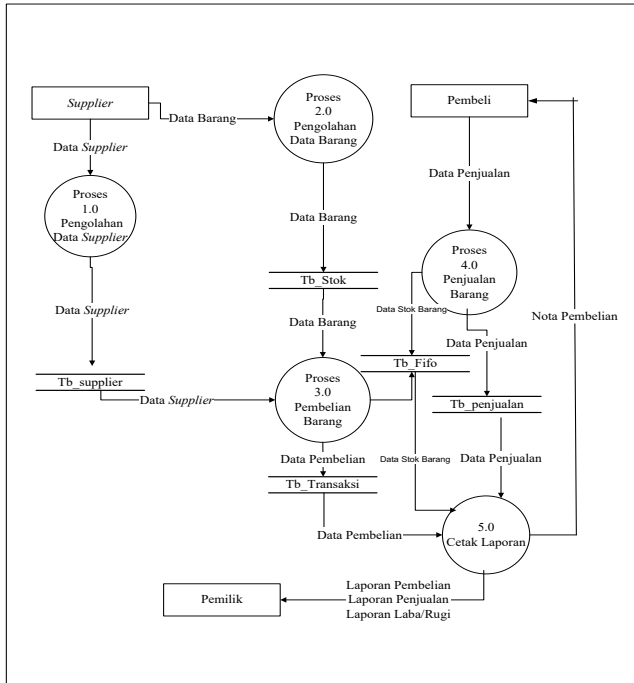 Supplier
Data Barang
Proses
2.0
Pengolahan
Data Barang
Pembeli
Data Supplier
Data Penjualan
Proses
1.0
Pengolahan
Data Supplier
Data Barang
Proses
4.0
Penjualan
Barang
Tb_Stok
Data Supplier
Data Stok Barang
Nota Pembelian
Data Barang
Data Penjualan
Tb_supplier
Proses
3.0
Pembelian
Barang
Tb_Fifo
Data Supplier
Tb_penjualan
Data Pembelian
Data Stok Barang
Data Penjualan
Tb_Transaksi
Data Pembelian
5.0
Cetak Laporan
Pemilik
Laporan Pembelian
Laporan Penjualan
Laporan Laba/Rugi